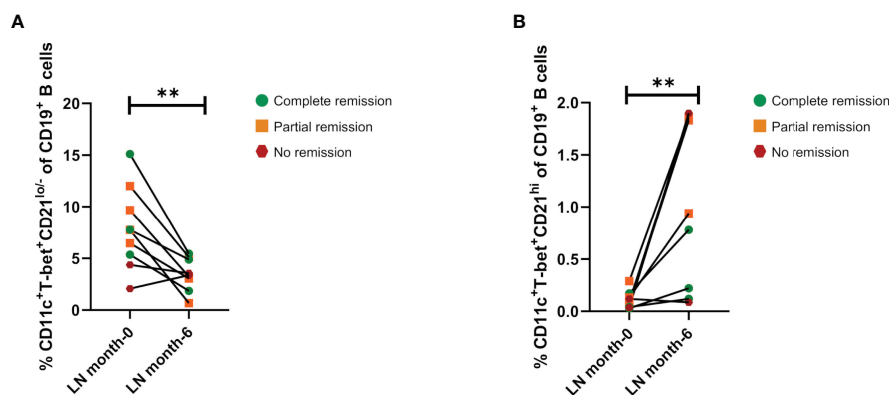 A
% CD11c⁺T-bet⁺CD21ˡᵒ/⁻ of CD19⁺ B cells
20
15
10
5
0
**
LN month-0
LN month-6
Complete remission
Partial remission
No remission
B
% CD11c⁺T-bet⁺CD21ʰⁱ of CD19⁺ B cells
2.0
1.5
1.0
0.5
0.0
**
LN month-0
LN month-6
Complete remission
Partial remission
No remission